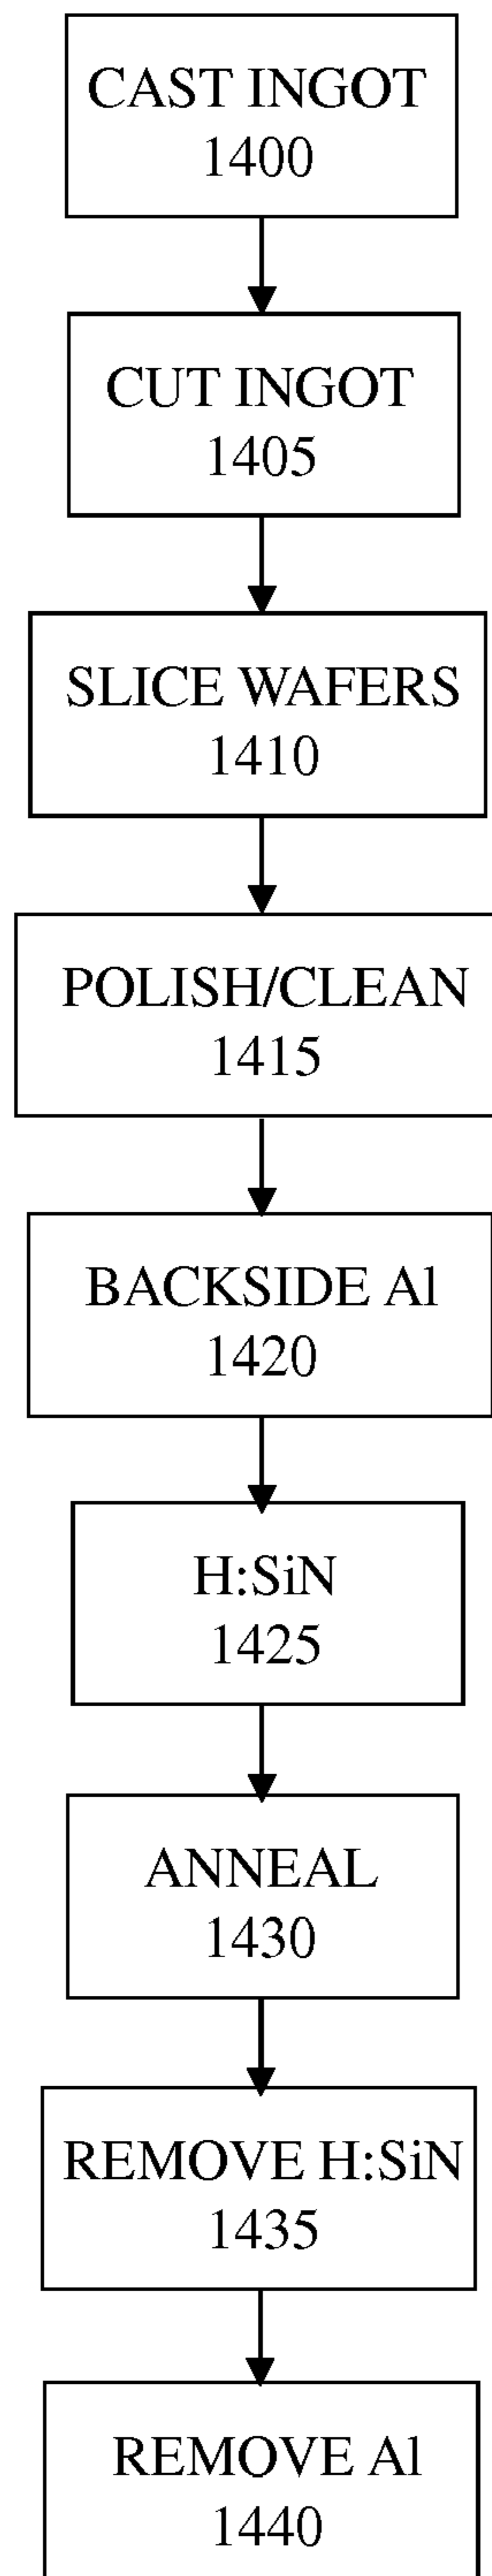 CAST INGOT
1400
CUT INGOT
1405
SLICE WAFERS
1410
POLISH/CLEAN
1415
BACKSIDE Al
1420
H:SiN
1425
ANNEAL
1430
REMOVE H:SiN
1435
REMOVE Al
1440